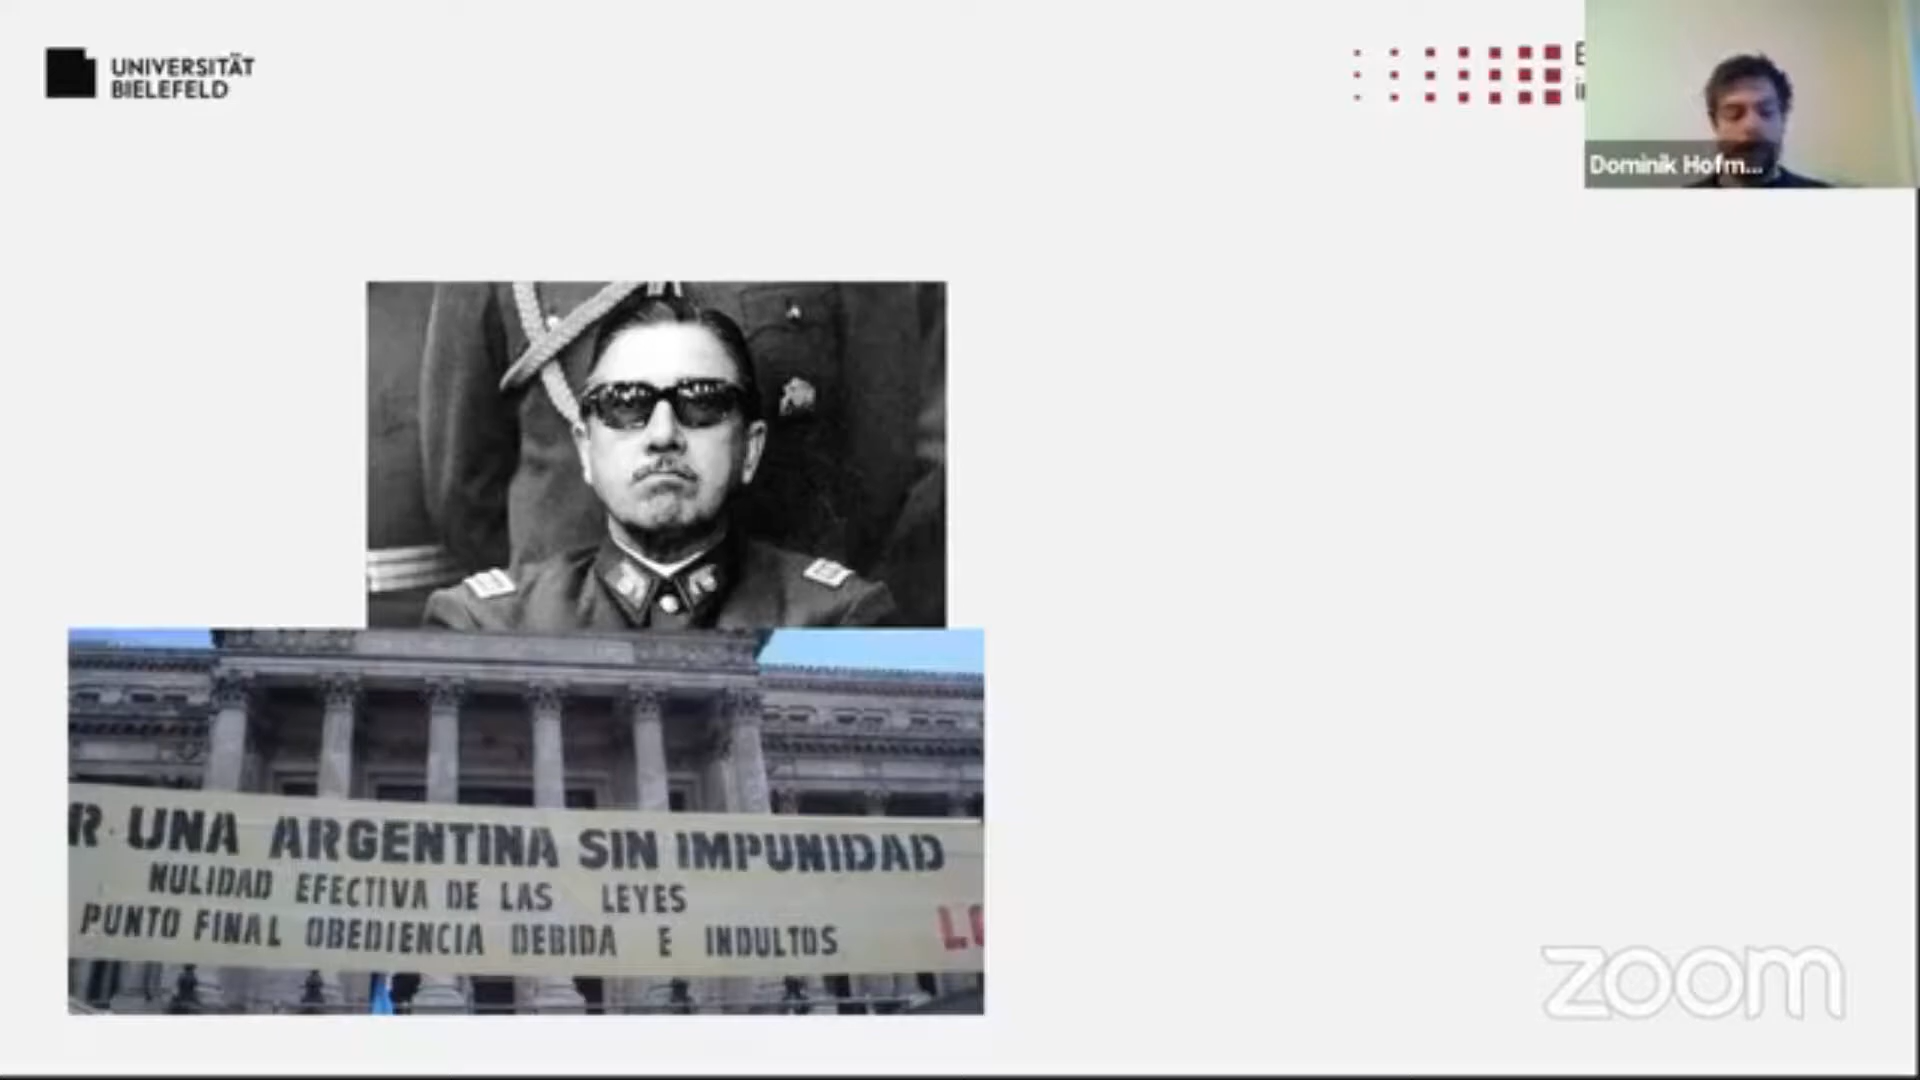 UNIVERSITÄT
BIELEFELD
Dominik Hofm...
R UNA ARGENTINA SIN IMPUNIDAD
NULIDAD EFECTIVA DE LAS LEYES
PUNTO FINAL OBEDIENCIA DEBIDA E INDULTOS
zoom